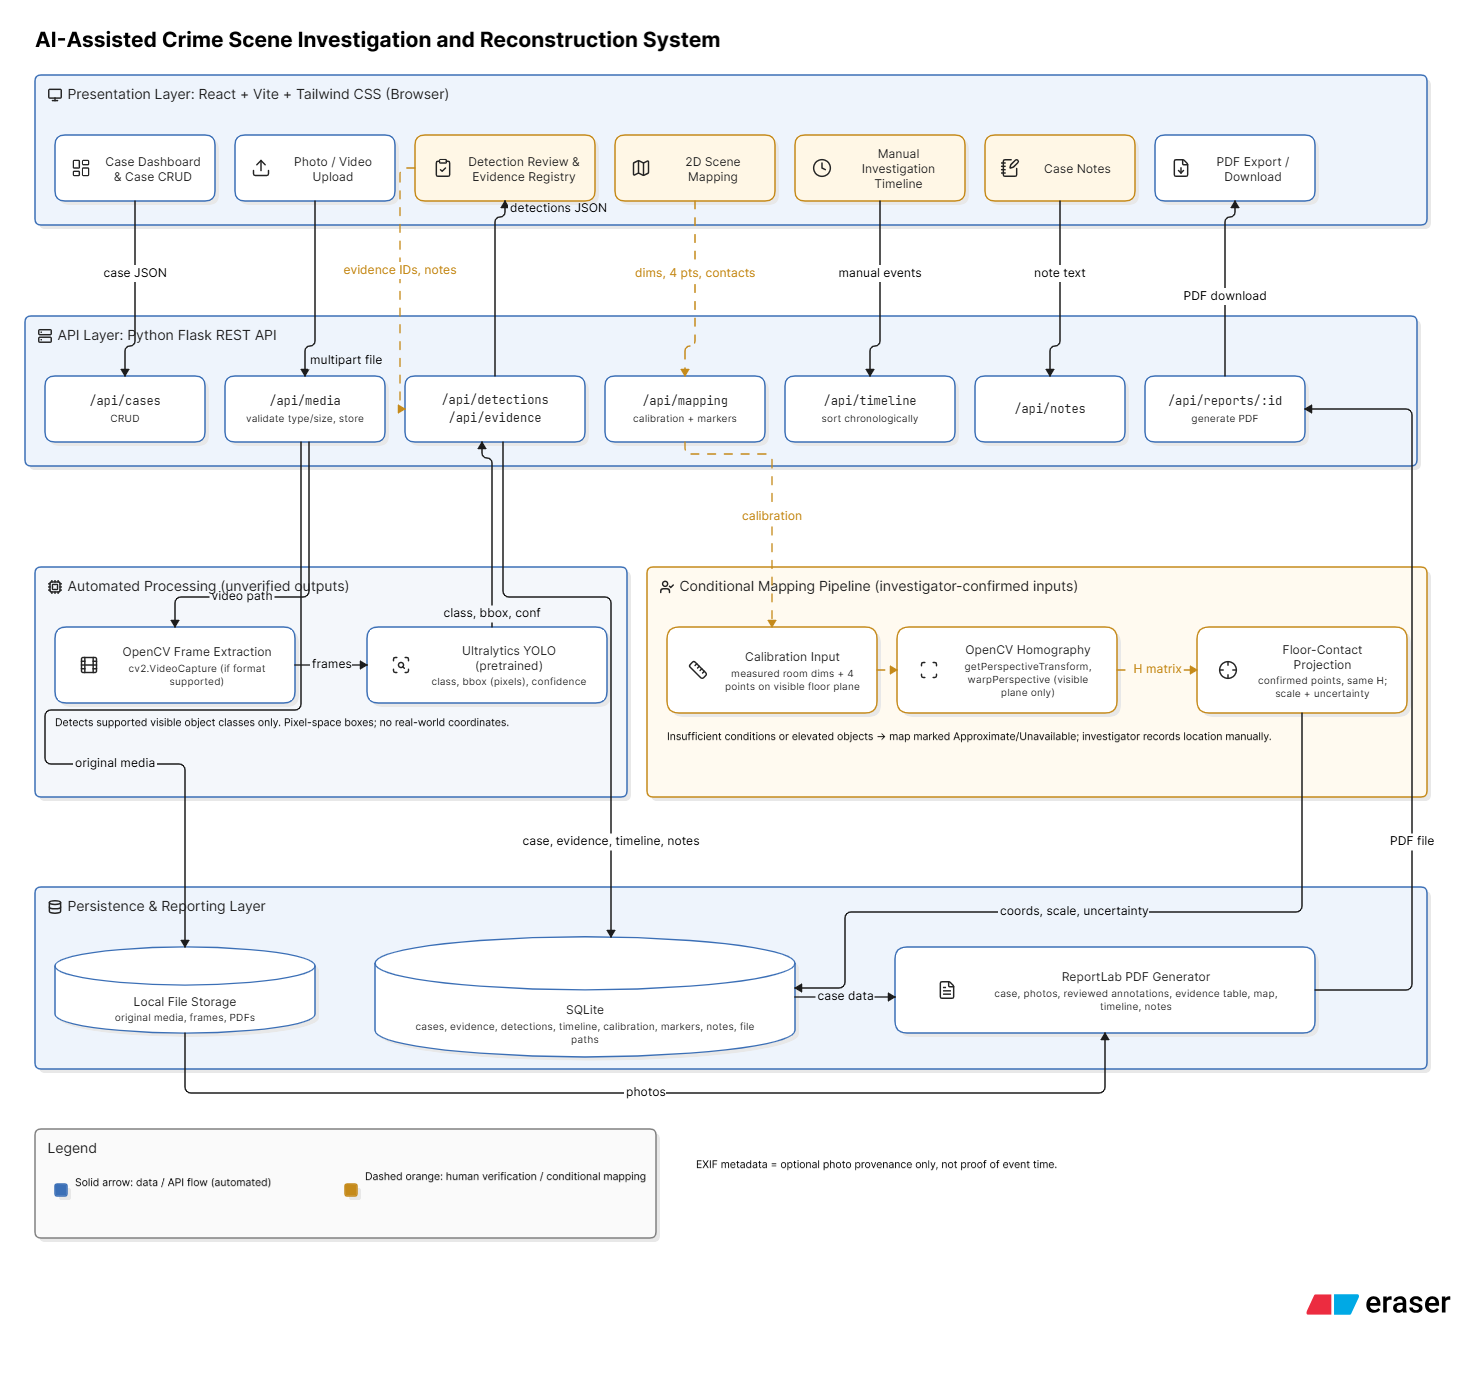 AI-Assisted Crime Scene Investigation and Reconstruction System
Presentation Layer: React + Vite + Tailwind CSS (Browser)
Case Dashboard
& Case CRUD
Photo / Video
Upload
Detection Review &
Evidence Registry
2D Scene
Mapping
Manual
Investigation
Timeline
Case Notes
PDF Export /
Download
detections JSON
case JSON
evidence IDs, notes
dims, 4 pts, contacts
manual events
note text
PDF download
API Layer: Python Flask REST API
multipart file
/api/cases
CRUD
/api/media
validate type/size, store
/api/detections
/api/evidence
/api/mapping
calibration + markers
/api/timeline
sort chronologically
/api/notes
/api/reports/:id
generate PDF
calibration
Automated Processing (unverified outputs)
video path
class, bbox, conf
OpenCV Frame Extraction
cv2.VideoCapture (if format
supported)
frames
Ultralytics YOLO
(pretrained)
class, bbox (pixels), confidence
Detects supported visible object classes only. Pixel-space boxes; no real-world coordinates.
original media
Conditional Mapping Pipeline (investigator-confirmed inputs)
Calibration Input
measured room dims + 4
points on visible floor plane
OpenCV Homography
getPerspectiveTransform,
warpPerspective (visible
plane only)
H matrix
Floor-Contact
Projection
confirmed points, same H;
scale + uncertainty
Insufficient conditions or elevated objects → map marked Approximate/Unavailable; investigator records location manually.
case, evidence, timeline, notes
PDF file
Persistence & Reporting Layer
coords, scale, uncertainty
Local File Storage
original media, frames, PDFs
SQLite
cases, evidence, detections, timeline, calibration, markers, notes, file
paths
case data
ReportLab PDF Generator
case, photos, reviewed annotations, evidence table, map,
timeline, notes
photos
Legend
Solid arrow: data / API flow (automated)
Dashed orange: human verification / conditional mapping
EXIF metadata = optional photo provenance only, not proof of event time.
eraser